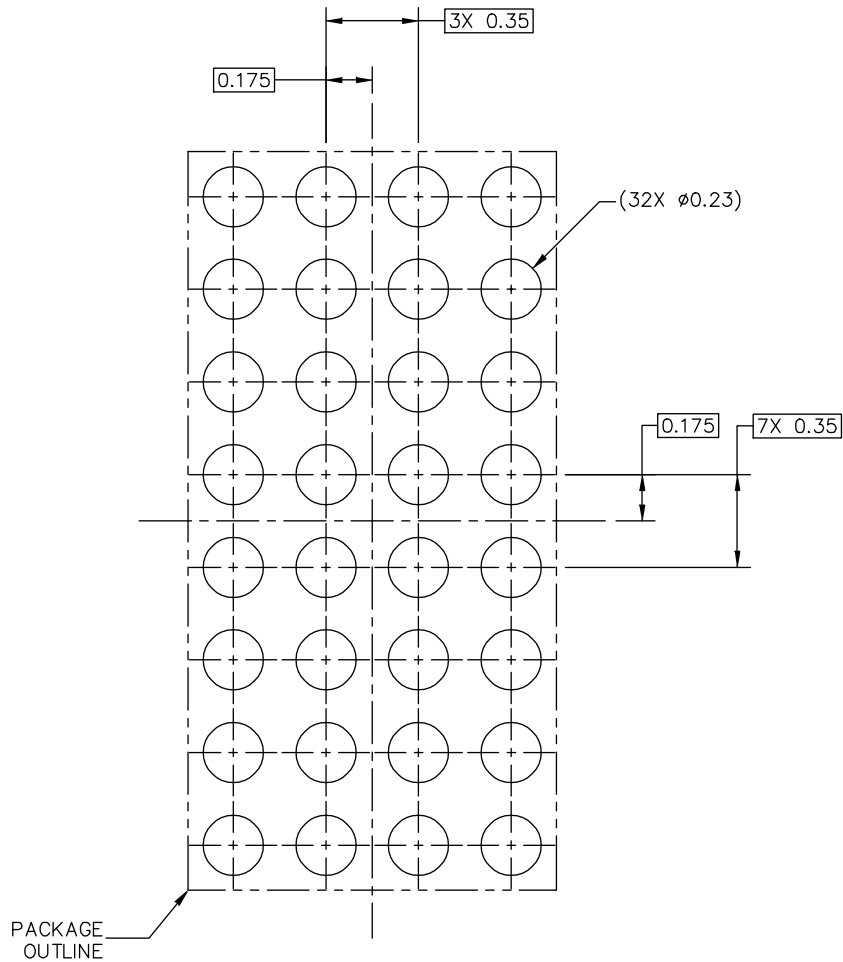 3X 0.35
0.175
(32X ⌀0.23)
0.175
7X 0.35
PACKAGE
OUTLINE